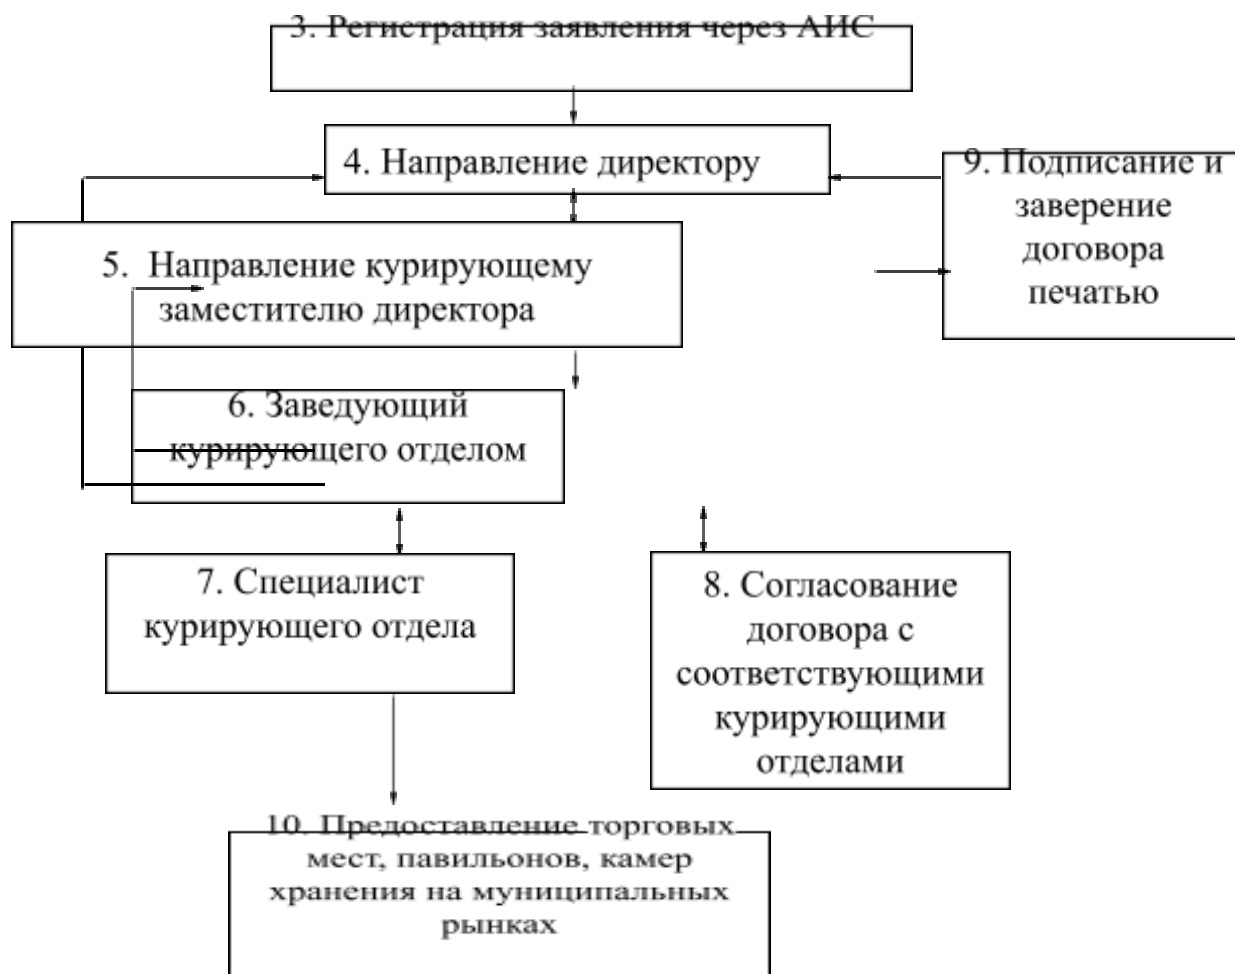 3. Регистрация заявления через АИС
4. Направление директору
9. Подписание и
заверение
договора
печатью
5. Направление курирующему
заместителю директора
6. Заведующий
курирующего отделом
7. Специалист
курирующего отдела
8. Согласование
договора с
соответствующими
курирующими
отделами
10. Предоставление торговых
мест, павильонов, камер
хранения на муниципальных
рынках